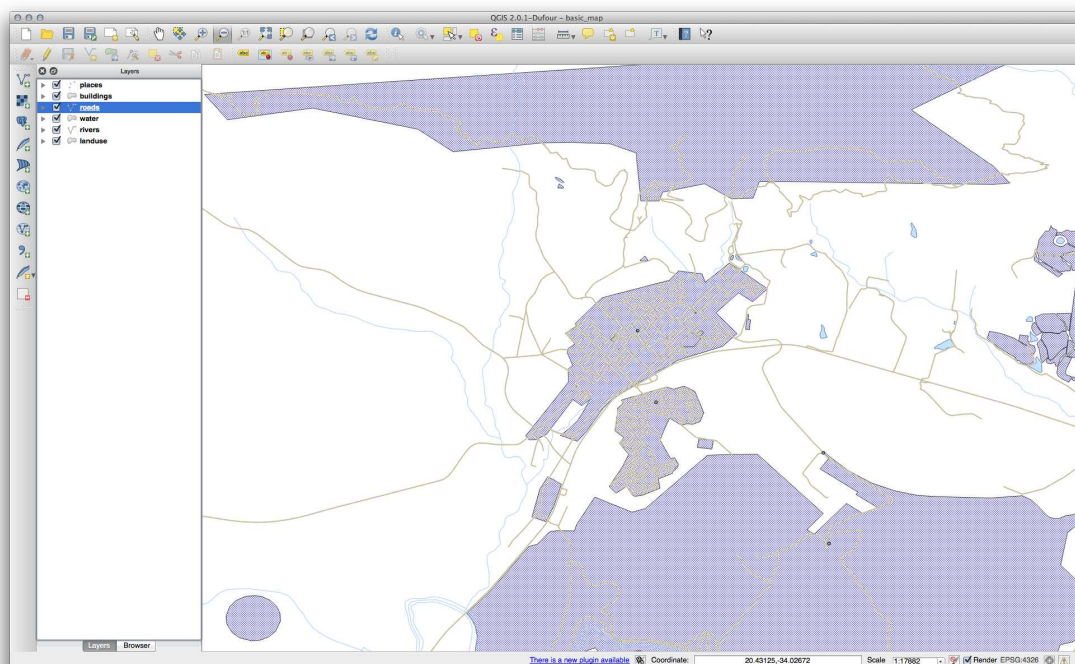 QGIS 2.0.1-Dufour – basic_map
Layers
places
buildings
roads
water
rivers
landuse
Layers Browser
There is a new plugin available Coordinate: 20.43125,-34.02672 Scale 1:17882 Render EPSG:4326